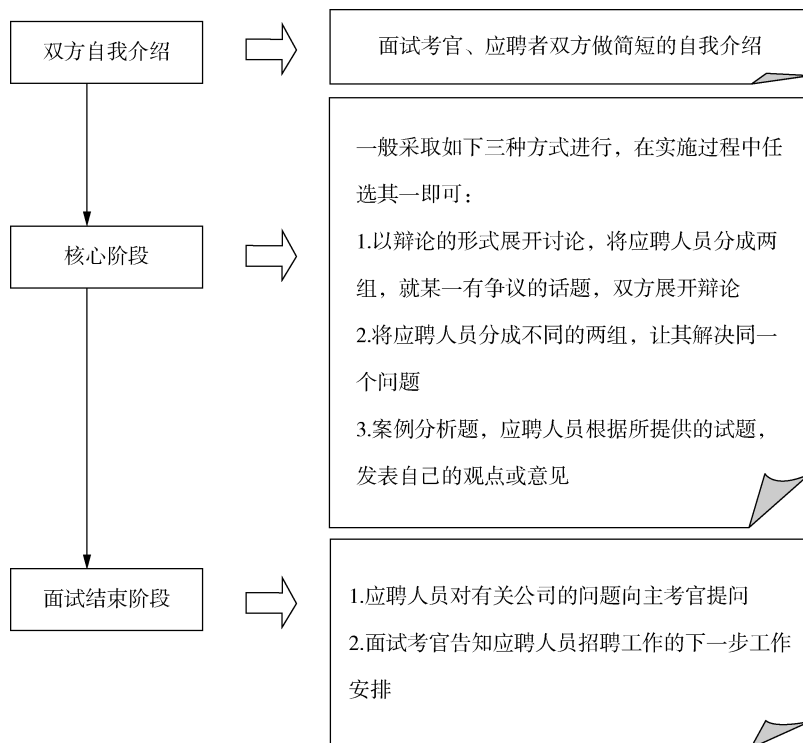 双方自我介绍
面试考官、应聘者双方做简短的自我介绍
一般采取如下三种方式进行，在实施过程中任
选其一即可：
核心阶段
1.以辩论的形式展开讨论，将应聘人员分成两
组，就某一有争议的话题，双方展开辩论
2.将应聘人员分成不同的两组，让其解决同一
个问题
3.案例分析题，应聘人员根据所提供的试题，
发表自己的观点或意见
面试结束阶段
1.应聘人员对有关公司的问题向主考官提问
2.面试考官告知应聘人员招聘工作的下一步工作
安排